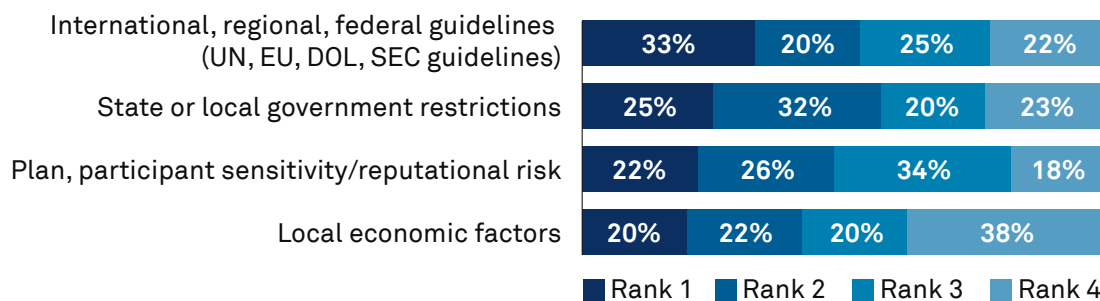 International, regional, federal guidelines
(UN, EU, DOL, SEC guidelines)
33% 20% 25% 22%
State or local government restrictions
25% 32% 20% 23%
Plan, participant sensitivity/reputational risk
22% 26% 34% 18%
Local economic factors
20% 22% 20% 38%
Rank 1 Rank 2 Rank 3 Rank 4